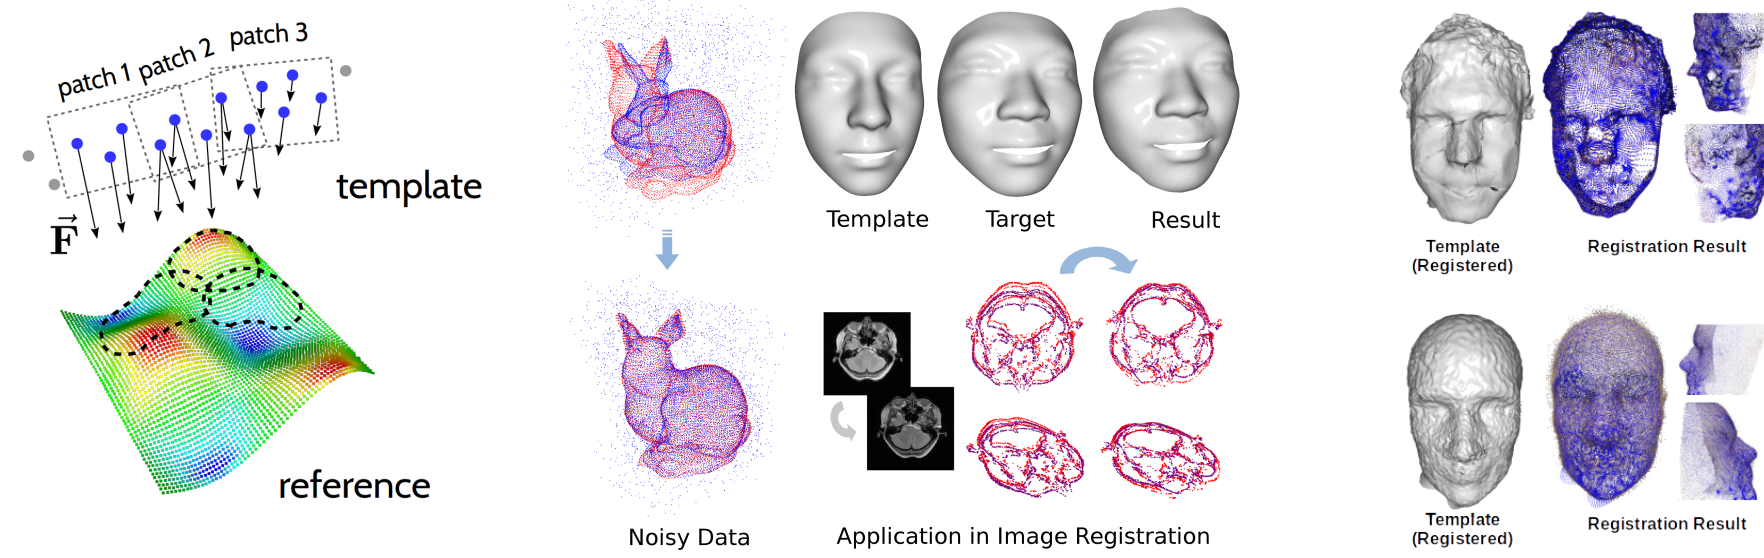 patch 1
patch 2
patch 3
template
F
reference
Noisy Data
Template
Target
Result
Application in Image Registration
Template
(Registered)
Registration Result
Template
(Registered)
Registration Result